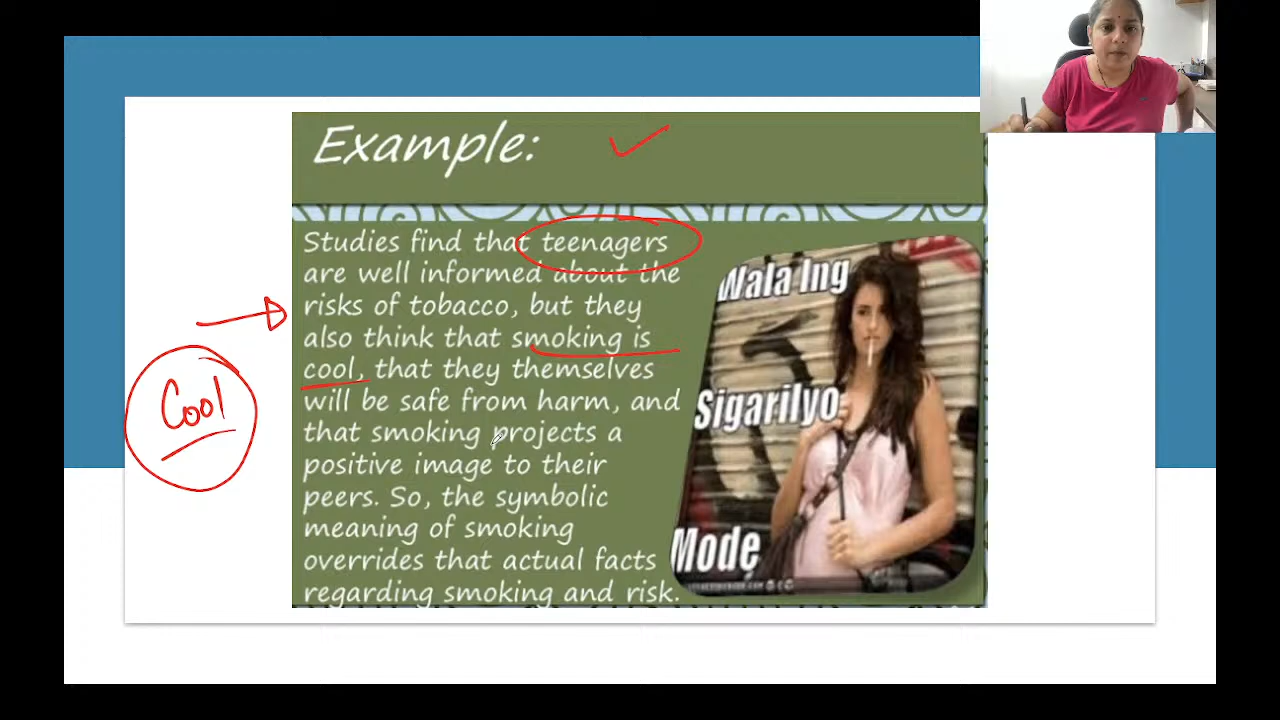 Example:
Studies find that teenagers
are well informed about the
risks of tobacco, but they
also think that smoking is
cool, that they themselves
will be safe from harm, and
that smoking projects a
positive image to their
peers. So, the symbolic
meaning of smoking
overrides that actual facts
regarding smoking and risk.
Cool
Wala Ing
Sigarilyo
Mode